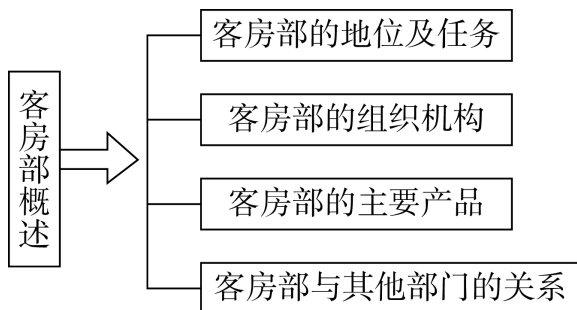 客房部概述
客房部的地位及任务
客房部的组织机构
客房部的主要产品
客房部与其他部门的关系